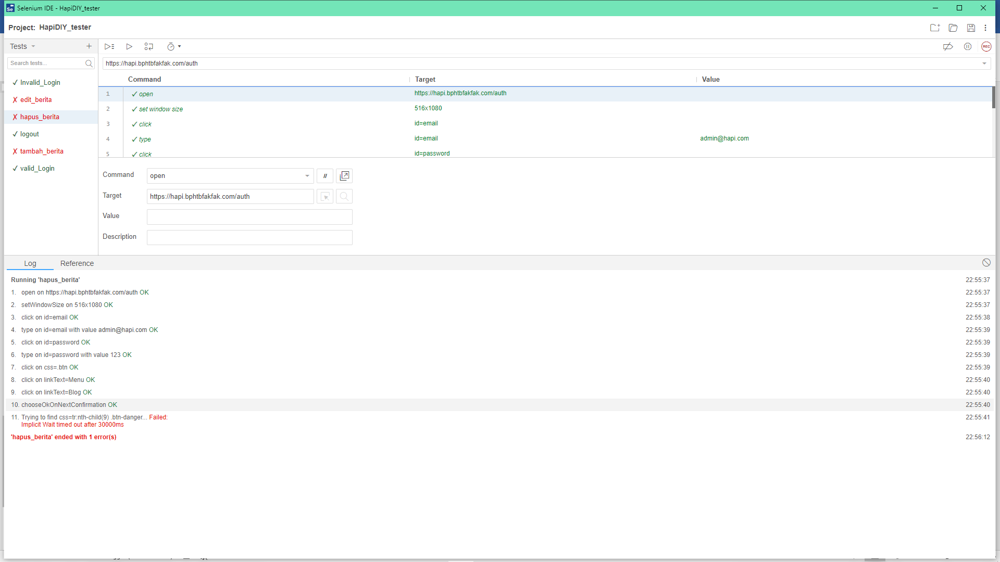 Selenium IDE - HapiDIY_tester
Project: HapiDIY_tester
Tests
Search tests...
✓ Invalid_Login
✗ edit_berita
✗ hapus_berita
✓ logout
✗ tambah_berita
✓ valid_Login
REC
https://hapi.bphtbfakfak.com/auth
Command Target Value
1 ✓ open https://hapi.bphtbfakfak.com/auth
2 ✓ set window size 516x1080
3 ✓ click id=email
4 ✓ type id=email admin@hapi.com
5 ✓ click id=password
Command open //
Target https://hapi.bphtbfakfak.com/auth
Value
Description
Log Reference
Running 'hapus_berita' 22:55:37
1. open on https://hapi.bphtbfakfak.com/auth OK 22:55:37
2. setWindowSize on 516x1080 OK 22:55:37
3. click on id=email OK 22:55:38
4. type on id=email with value admin@hapi.com OK 22:55:39
5. click on id=password OK 22:55:39
6. type on id=password with value 123 OK 22:55:39
7. click on css=.btn OK 22:55:39
8. click on linkText=Menu OK 22:55:40
9. click on linkText=Blog OK 22:55:40
10. chooseOkOnNextConfirmation OK 22:55:40
11. Trying to find css=tr:nth-child(9) .btn-danger... Failed: 22:55:41
Implicit Wait timed out after 30000ms
'hapus_berita' ended with 1 error(s) 22:56:12